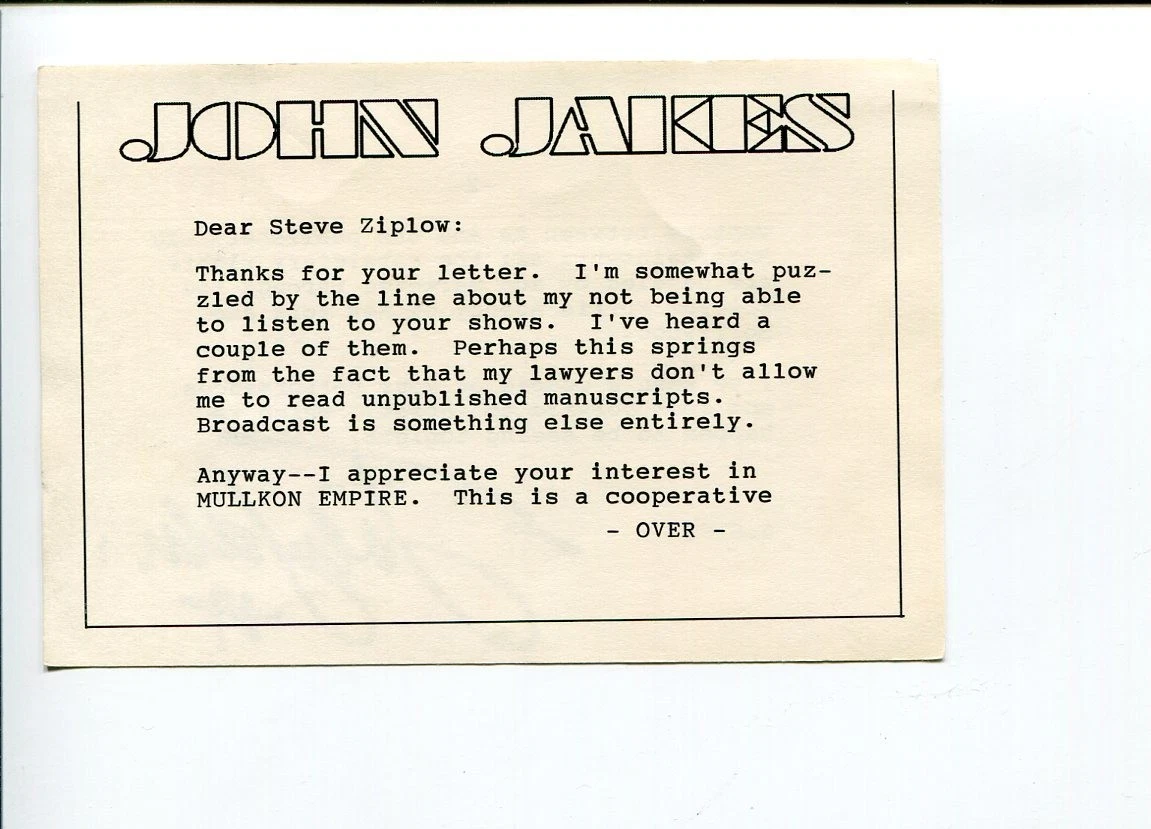 JOHN JAKES
Dear Steve Ziplow:
Thanks for your letter.  I'm somewhat puz-
zled by the line about my not being able
to listen to your shows.  I've heard a
couple of them.  Perhaps this springs
from the fact that my lawyers don't allow
me to read unpublished manuscripts.
Broadcast is something else entirely.
Anyway--I appreciate your interest in
MULLKON EMPIRE.  This is a cooperative
- OVER -